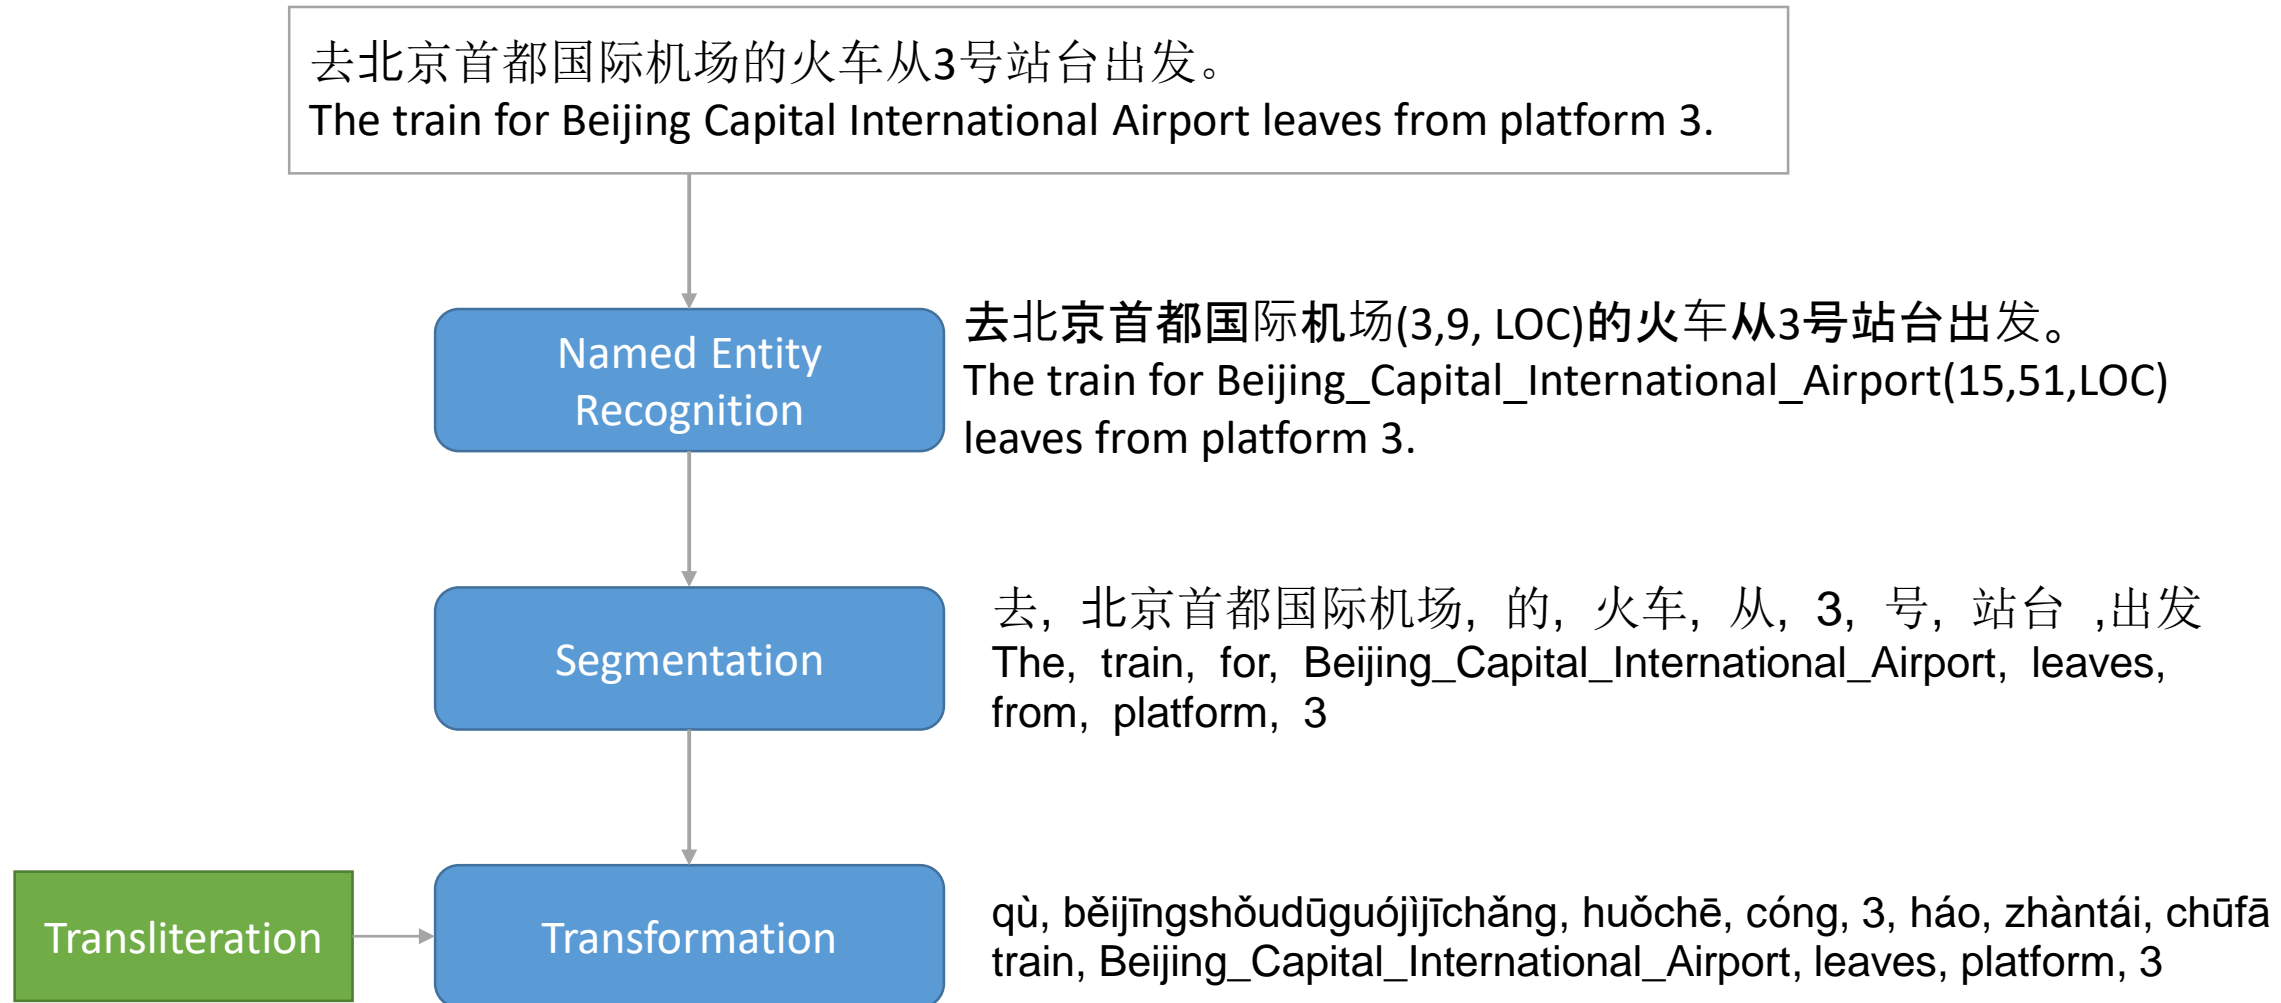 去北京首都国际机场的火车从3号站台出发。
The train for Beijing Capital International Airport leaves from platform 3.
Named Entity
Recognition
去北京首都国际机场(3,9, LOC)的火车从3号站台出发。
The train for Beijing_Capital_International_Airport(15,51,LOC)
leaves from platform 3.
Segmentation
去, 北京首都国际机场, 的, 火车, 从, 3, 号, 站台 ,出发
The, train, for, Beijing_Capital_International_Airport, leaves,
from, platform, 3
Transliteration
Transformation
qù, běijīngshǒudūguójìjīchǎng, huǒchē, cóng, 3, háo, zhàntái, chūfā
train, Beijing_Capital_International_Airport, leaves, platform, 3